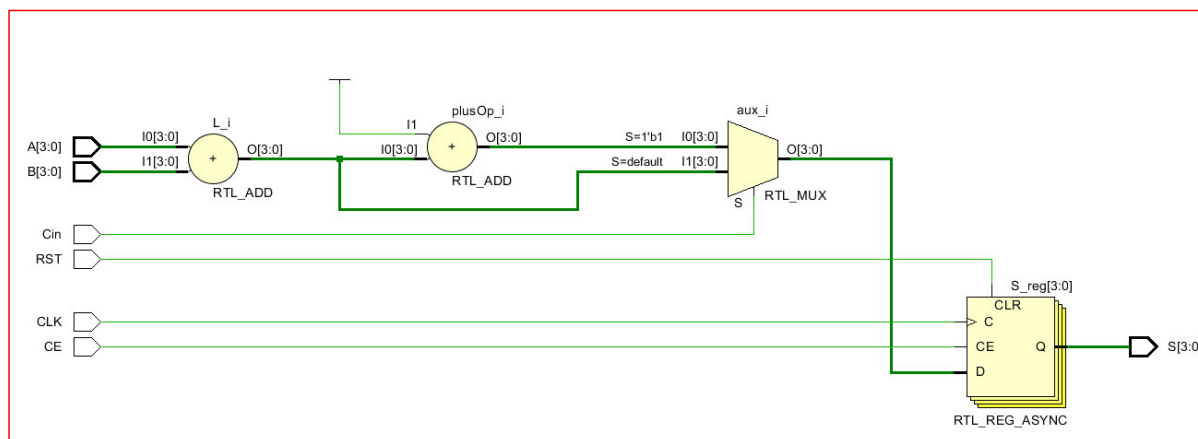 aux_i
L_i
plusOp_i
I1
S=1'b1
I0[3:0]
O[3:0]
O[3:0]
A[3:0]
I0[3:0]
+
O[3:0]
I0[3:0]
+
S=default
I1[3:0]
B[3:0]
I1[3:0]
RTL_ADD
RTL_ADD
S
RTL_MUX
Cin
RST
S_reg[3:0]
CLR
CLK
C
CE
CE
Q
S[3:0
D
RTL_REG_ASYNC